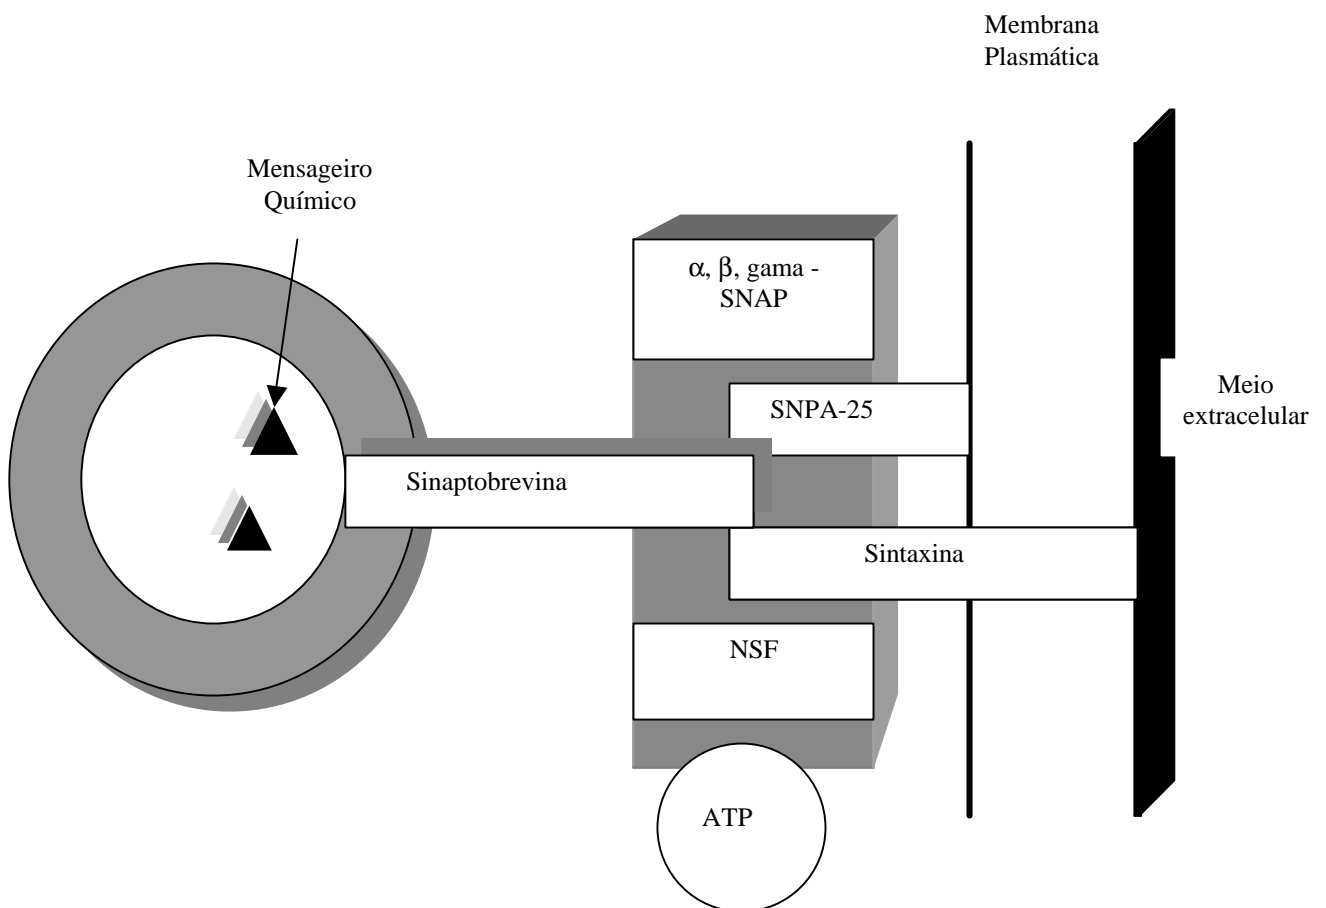 Membrana
Plasmática
Mensageiro
Químico
α, β, gama -
SNAP
SNPA-25
Meio
extracelular
Sinaptobrevina
Sintaxina
NSF
ATP